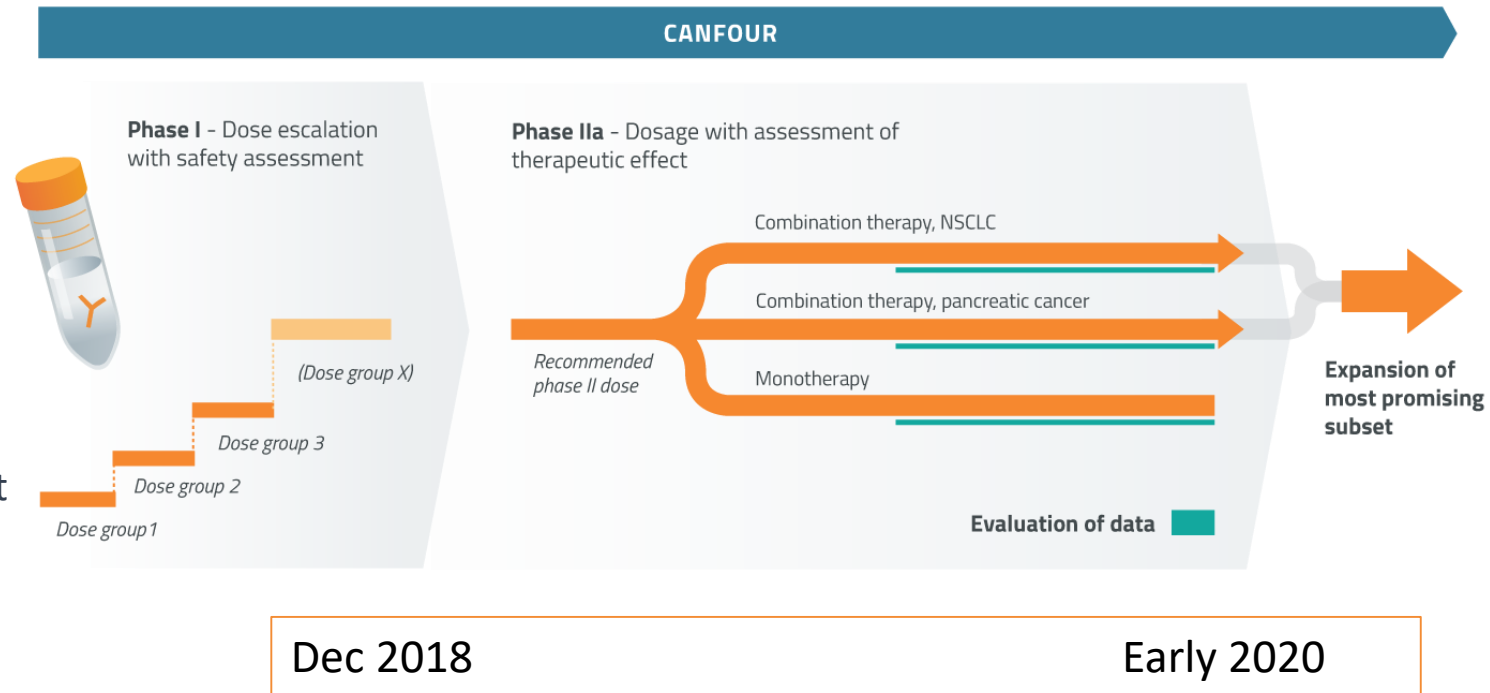 CANFOUR
Phase I - Dose escalation
with safety assessment
Phase IIa - Dosage with assessment of
therapeutic effect
Combination therapy, NSCLC
Combination therapy, pancreatic cancer
Recommended
phase II dose
Monotherapy
(Dose group X)
Dose group 3
Dose group 2
Dose group1
t
Expansion of
most promising
subset
Evaluation of data
Dec 2018
Early 2020